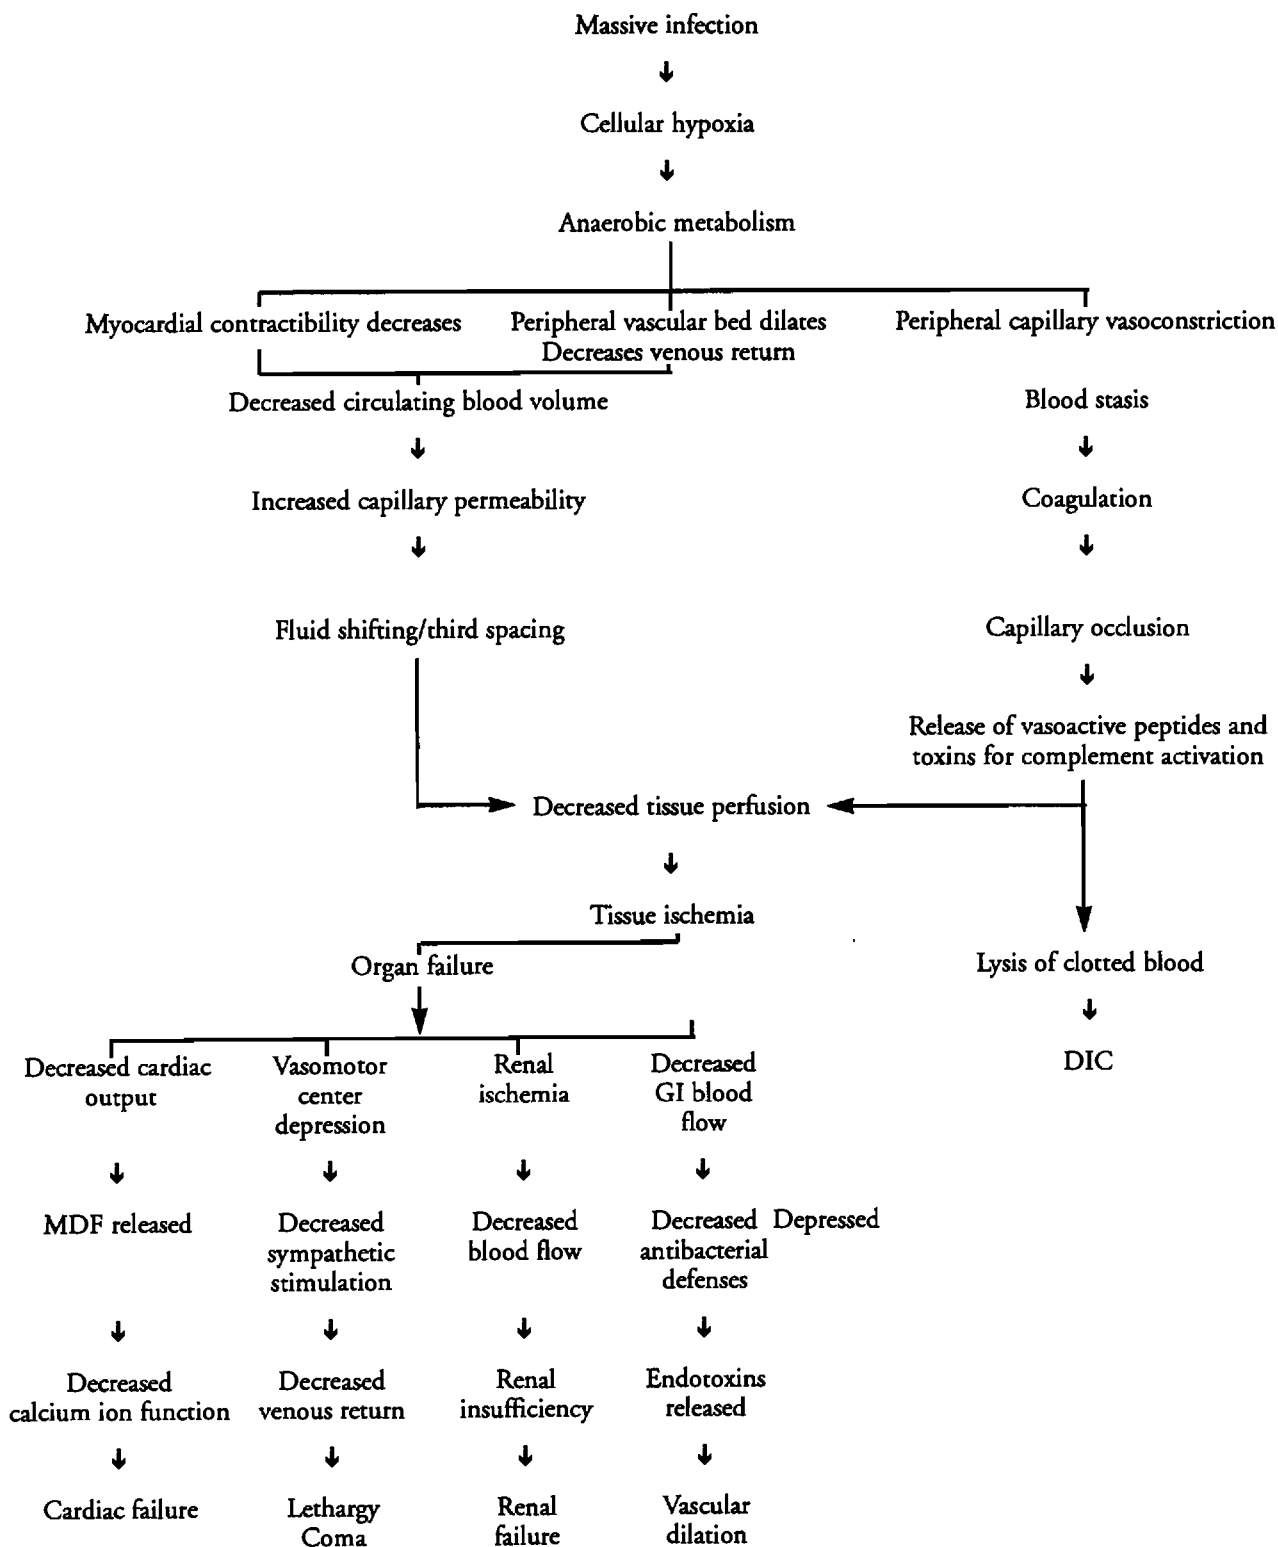 Massive infection
Cellular hypoxia
Anaerobic metabolism
Myocardial contractibility decreases
Peripheral vascular bed dilates
Decreases venous return
Peripheral capillary vasoconstriction
Decreased circulating blood volume
Blood stasis
Increased capillary permeability
Coagulation
Fluid shifting/third spacing
Capillary occlusion
Release of vasoactive peptides and
toxins for complement activation
Decreased tissue perfusion
Tissue ischemia
Organ failure
Lysis of clotted blood
DIC
Decreased cardiac
output
Vasomotor
center
depression
Renal
ischemia
Decreased
GI blood
flow
MDF released
Decreased
sympathetic
stimulation
Decreased
blood flow
Decreased
antibacterial
defenses
Depressed
Decreased
calcium ion function
Decreased
venous return
Renal
insufficiency
Endotoxins
released
Cardiac failure
Lethargy
Coma
Renal
failure
Vascular
dilation